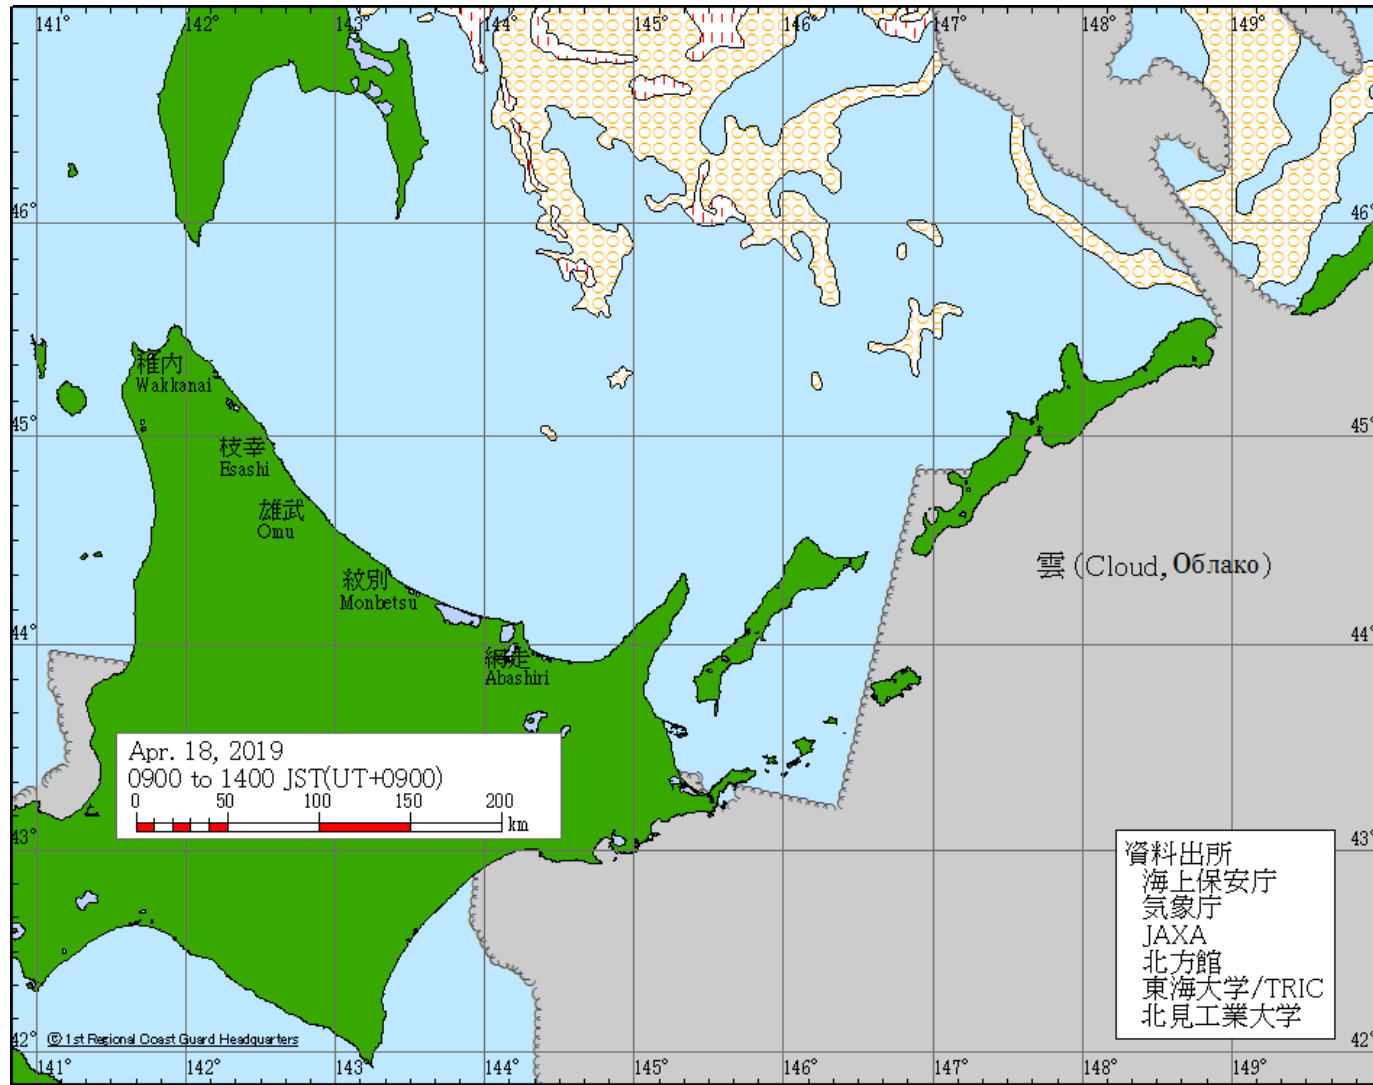 141° 142° 143° 144° 145° 146° 147° 148° 149°
46° 46°
稚内
Wakkanai
45° 45°
枝幸
Esashi
雄武
Omu
雲 (Cloud, Облако)
紋別
Monbetsu
44° 44°
網走
Abashiri
Apr. 18, 2019
0900 to 1400 JST(UT+0900)
0 50 100 150 200
km
43° 43°
資料出所
海上保安庁
気象庁
JAXA
北方館
東海大学/TRIC
北見工業大学
42° 42°
© 1st Regional Coast Guard Headquarters
141° 142° 143° 144° 145° 146° 147° 148° 149°